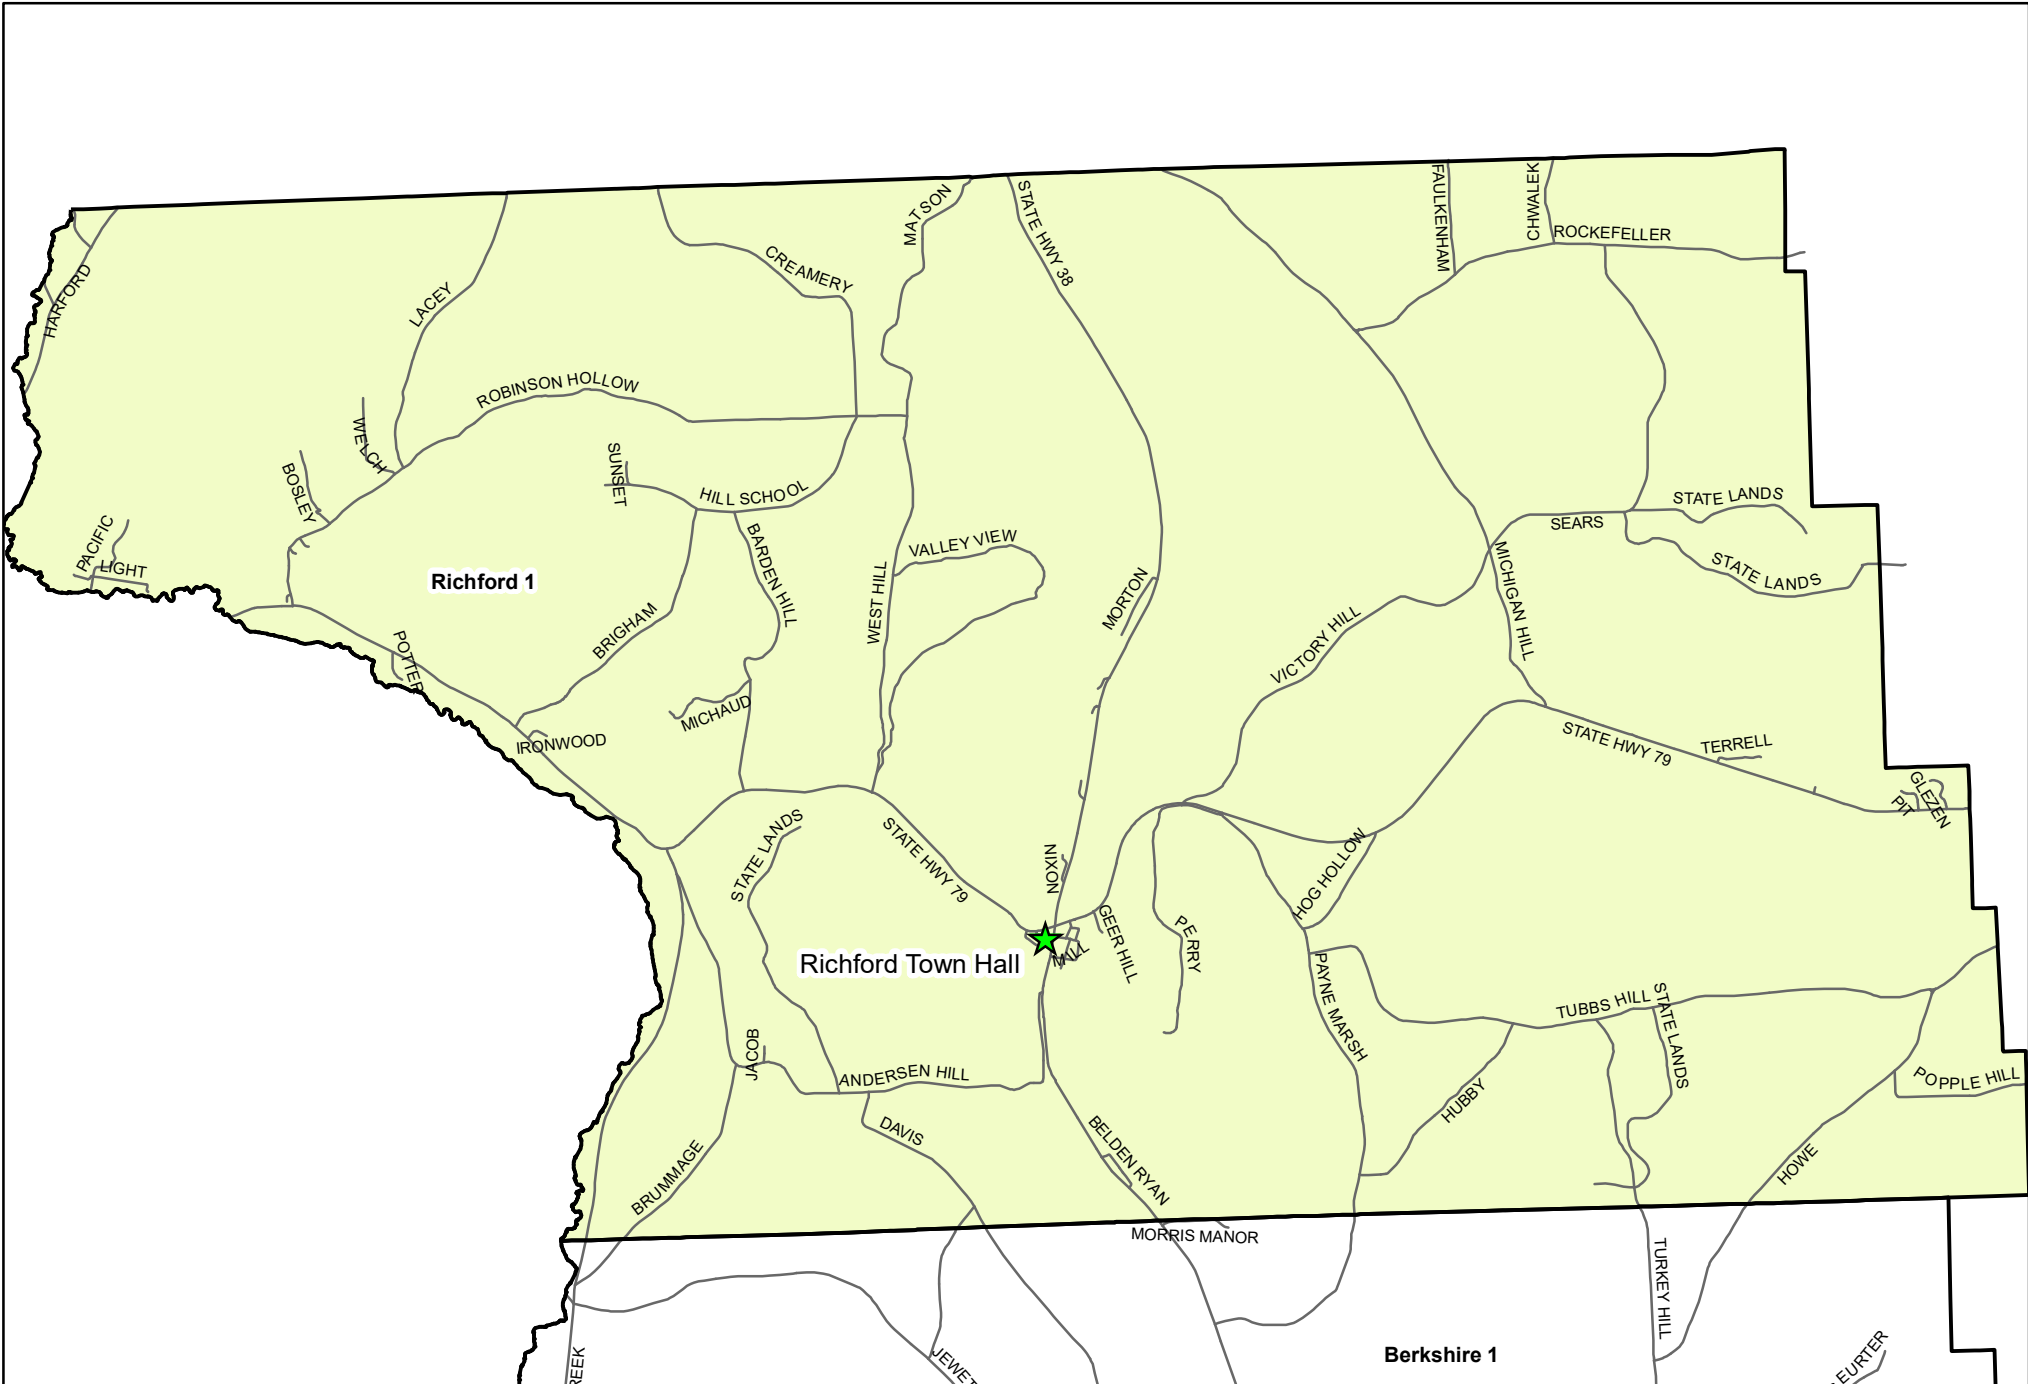 FAULKENHAM
CHWALEK
MATSON
STATE HWY 38
ROCKEFELLER
CREAMERY
HARFORD
LACEY
ROBINSON HOLLOW
WELCH
SUNSET
BOSLEY
HILL SCHOOL
STATE LANDS
SEARS
PACIFIC
LIGHT
BARDEN HILL
VALLEY VIEW
MICHIGAN HILL
STATE LANDS
Richford 1
WEST HILL
MORTON
BRIGHAM
VICTORY HILL
POTTER
MICHAUD
IRONWOOD
STATE HWY 79
TERRELL
GLEZEN
PIT
STATE LANDS
STATE HWY 79
NIXON
HOG HOLLOW
GEER HILL
PERRY
MILL
Richford Town Hall
PAYNE MARSH
TUBBS HILL
STATE LANDS
JACOB
ANDERSEN HILL
POPPLE HILL
HUBBY
DAVIS
BELDEN RYAN
BRUMMAGE
HOWE
MORRIS MANOR
TURKEY HILL
Berkshire 1
REEK
JEWET
EURTER